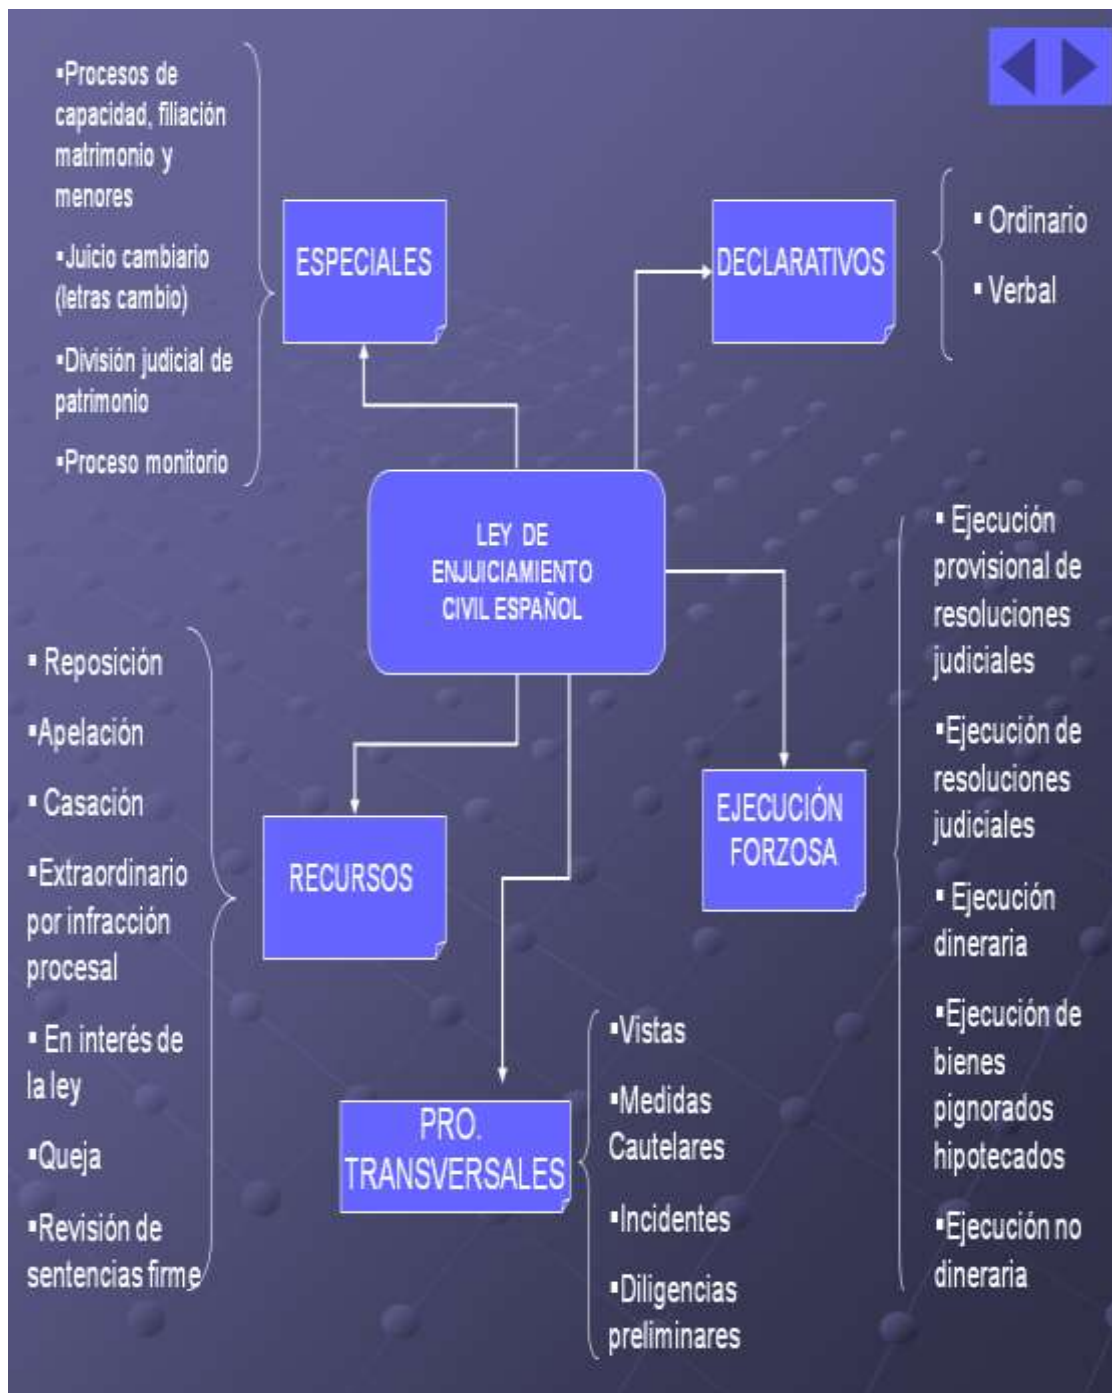 ▪Procesos de
capacidad, filiación
matrimonio y
menores
▪Juicio cambiario
(letras cambio)
▪División judicial de
patrimonio
▪Proceso monitorio
ESPECIALES
DECLARATIVOS
▪ Ordinario
▪ Verbal
LEY DE
ENJUICIAMIENTO
CIVIL ESPAÑOL
▪ Reposición
▪Apelación
▪ Casación
▪Extraordinario
por infracción
procesal
▪ En interés de
la ley
▪Queja
▪Revisión de
sentencias firme
RECURSOS
EJECUCIÓN
FORZOSA
▪ Ejecución
provisional de
resoluciones
judiciales
▪Ejecución de
resoluciones
judiciales
▪ Ejecución
dineraria
▪Ejecución de
bienes
pignorados
hipotecados
▪Ejecución no
dineraria
PRO.
TRANSVERSALES
▪Vistas
▪Medidas
Cautelares
▪Incidentes
▪Diligencias
preliminares